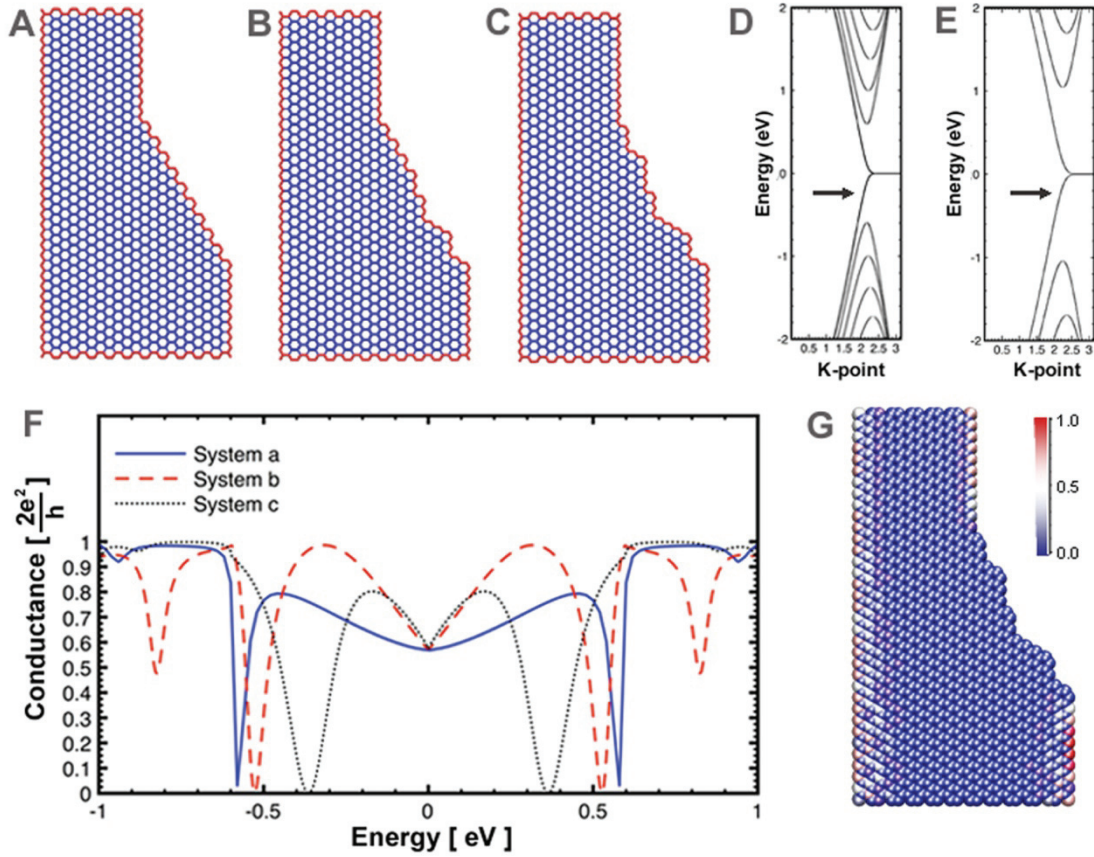 A
B
C
D
E
Energy (eV)
2
1
.0
-1
-2
0.5 1 1.5 2 2.5 3
K-point
Energy (eV)
2
1
.0
-1
-2
0.5 1 1.5 2 2.5 3
K-point
F
System a
System b
System c
Conductance [ 2e²/h ]
1
0.9
0.8
0.7
0.6
0.5
0.4
0.3
0.2
0.1
0
-1 -0.5 0 0.5 1
Energy [ eV ]
G
1.0
0.5
0.0